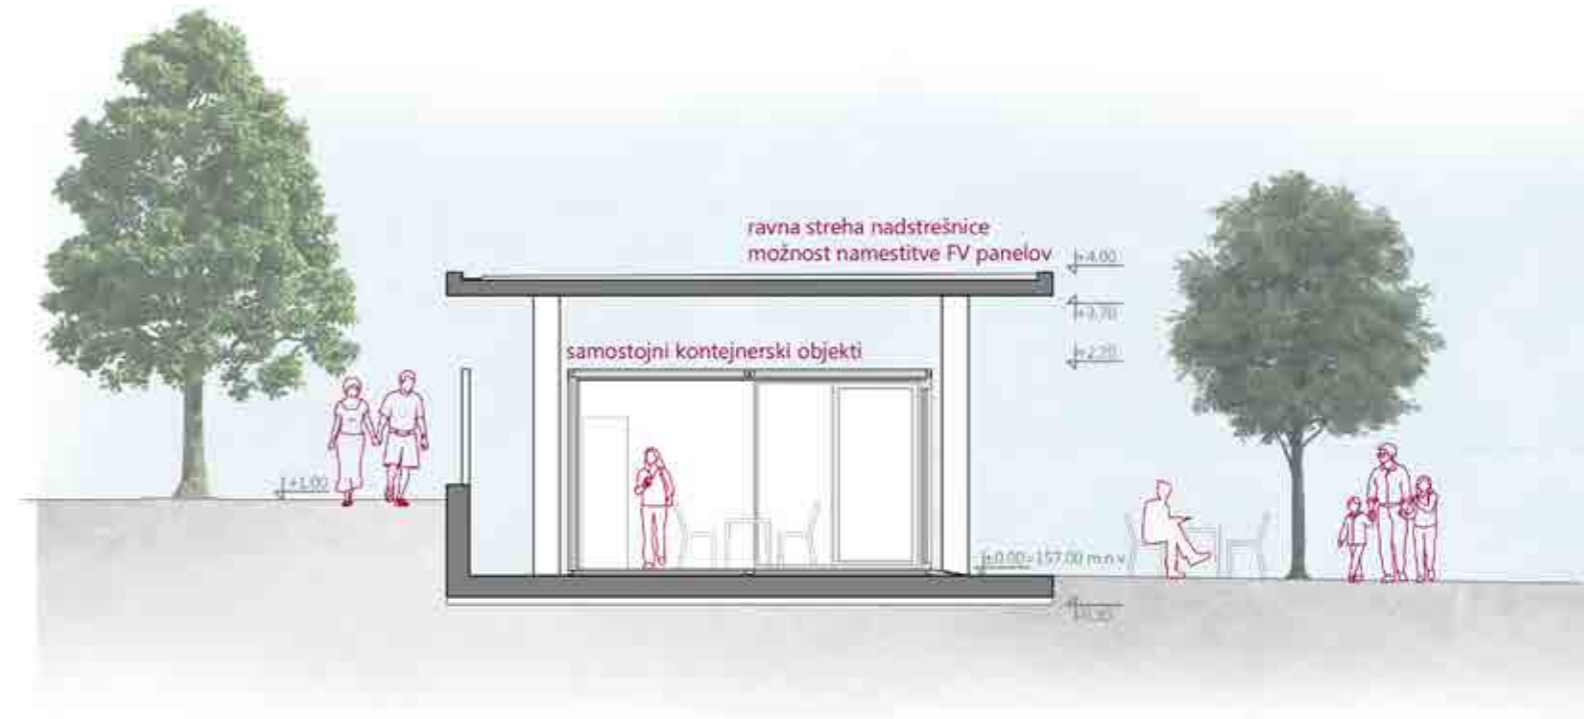 ravna streha nadstrešnice
možnost namestitve FV panelov
+4.00
+3.70
samostojni kontejnerski objekti
+2.70
+1.00
±0.00=157.00 m.n.v